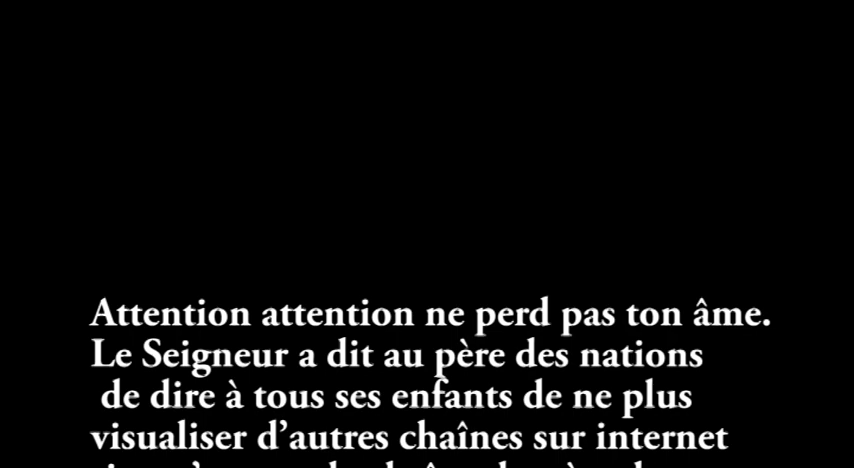 Attention attention ne perd pas ton âme.
Le Seigneur a dit au père des nations
de dire à tous ses enfants de ne plus
visualiser d’autres chaînes sur internet